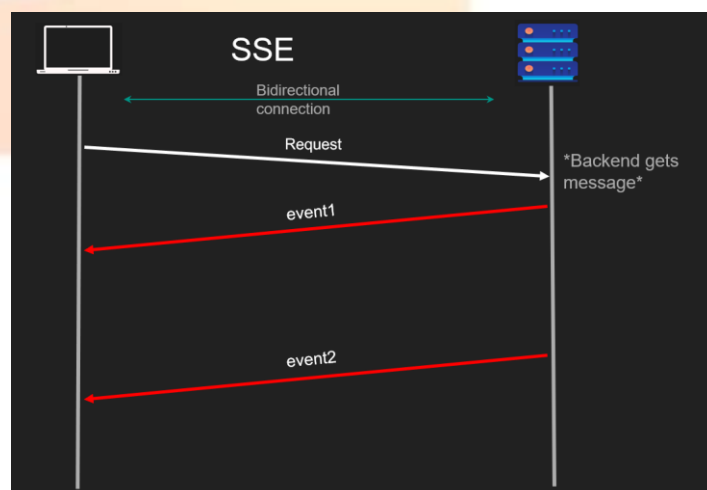 SSE
Bidirectional
connection
Request
*Backend gets
message*
event1
event2